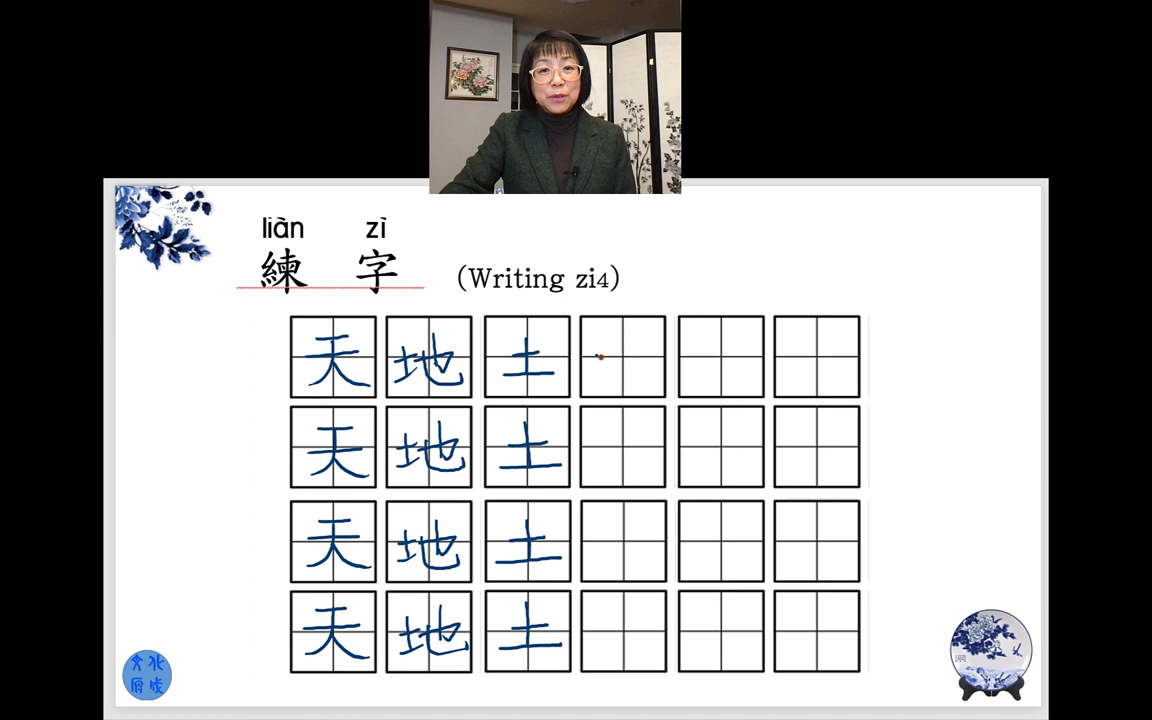 liàn zì
練 字 (Writing zi4)
天 地 土
天 地 土
天 地 土
天 地 土